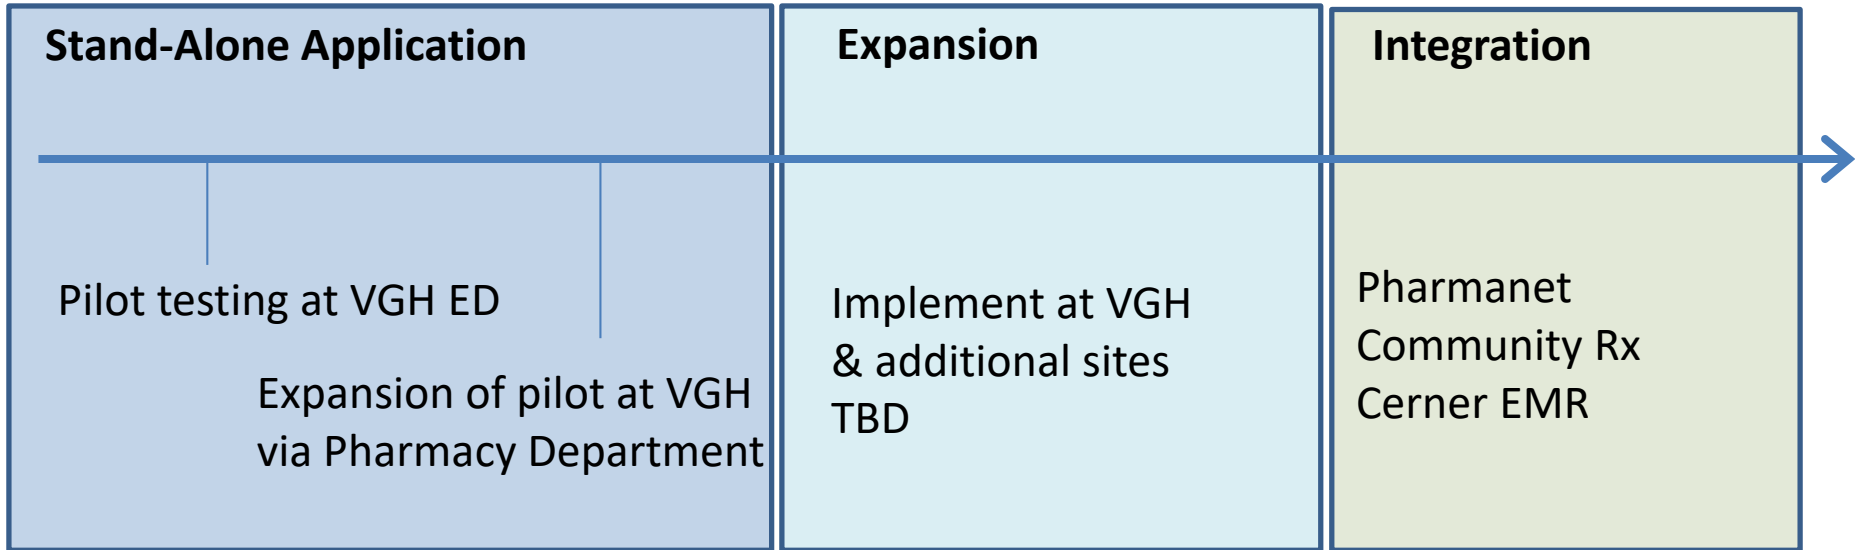 Stand-Alone Application
Expansion
Integration
Pilot testing at VGH ED
Expansion of pilot at VGH
via Pharmacy Department
Implement at VGH
& additional sites
TBD
Pharmanet
Community Rx
Cerner EMR